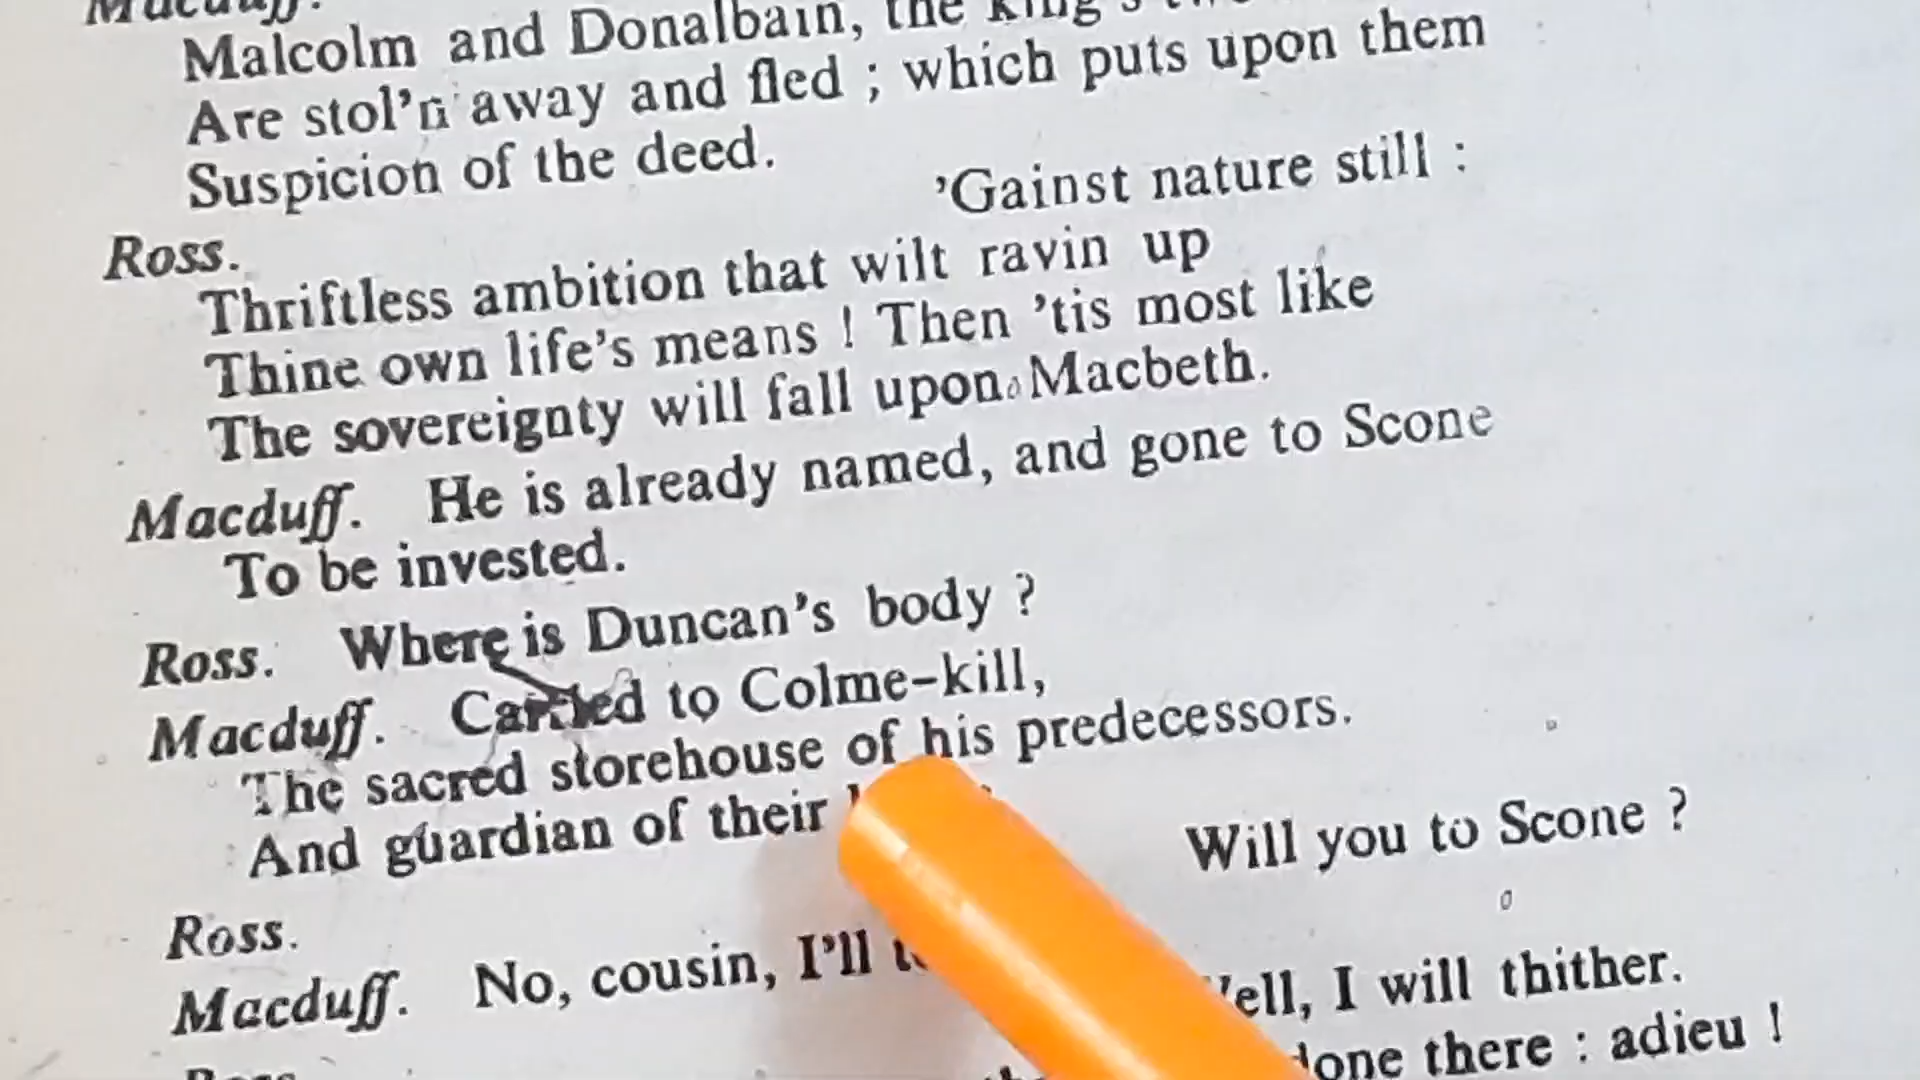 Macduff.
Malcolm and Donalbain, the king's
Are stol'n away and fled ; which puts upon them
Suspicion of the deed.
Ross. 'Gainst nature still :
Thriftless ambition that wilt ravin up
Thine own life's means ! Then 'tis most like
The sovereignty will fall upon Macbeth.
Macduff. He is already named, and gone to Scone
To be invested.
Ross. Where is Duncan's body ?
Macduff. Carried to Colme-kill,
The sacred storehouse of his predecessors.
And guardian of their
Ross. Will you to Scone ?
Macduff. No, cousin, I'll
Ross. Well, I will thither.
done there : adieu !